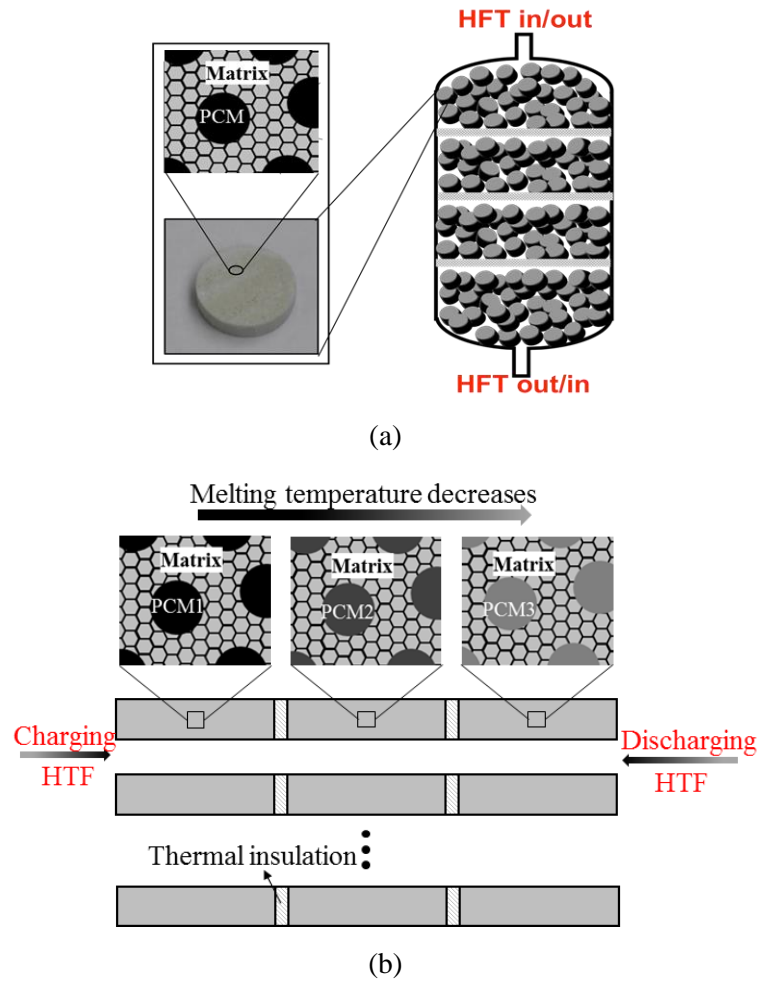 HFT in/out
Matrix
PCM
HFT out/in
(a)
Melting temperature decreases
Matrix
PCM1
Matrix
PCM2
Matrix
PCM3
Charging
HTF
Discharging
HTF
Thermal insulation
(b)